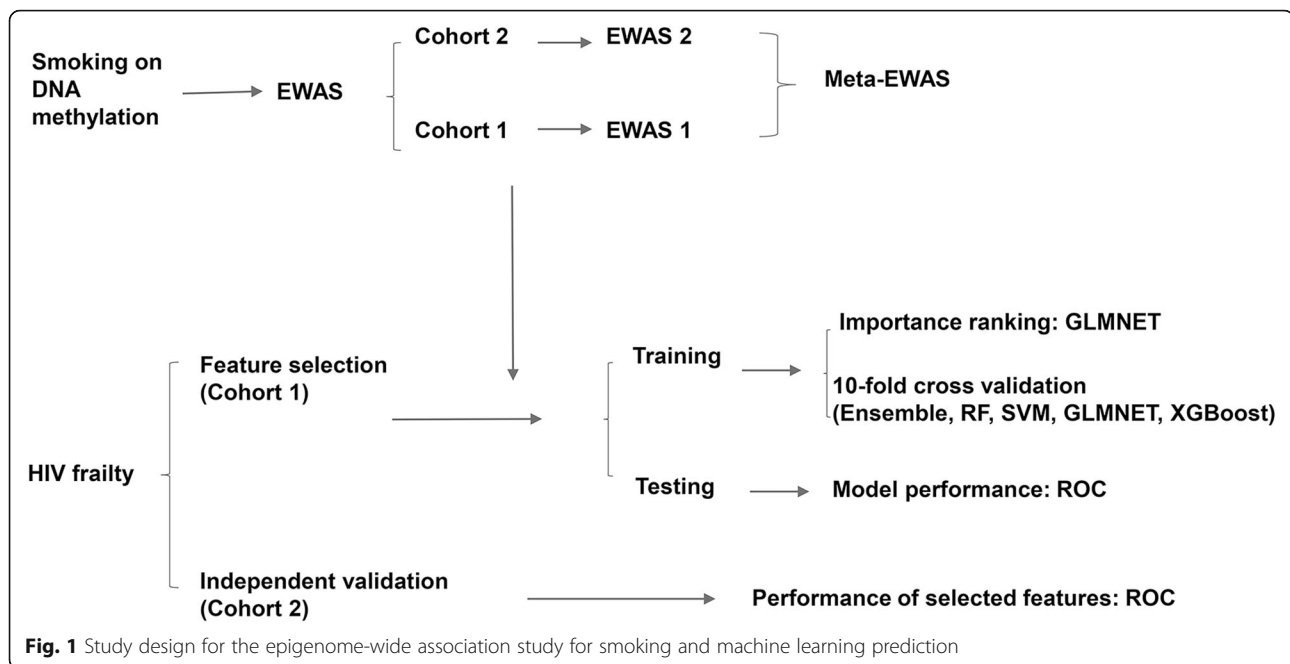 Smoking on
DNA
methylation
EWAS
Cohort 2
EWAS 2
Cohort 1
EWAS 1
Meta-EWAS
HIV frailty
Feature selection
(Cohort 1)
Training
Importance ranking: GLMNET
10-fold cross validation
(Ensemble, RF, SVM, GLMNET, XGBoost)
Testing
Model performance: ROC
Independent validation
(Cohort 2)
Performance of selected features: ROC
Fig. 1 Study design for the epigenome-wide association study for smoking and machine learning prediction